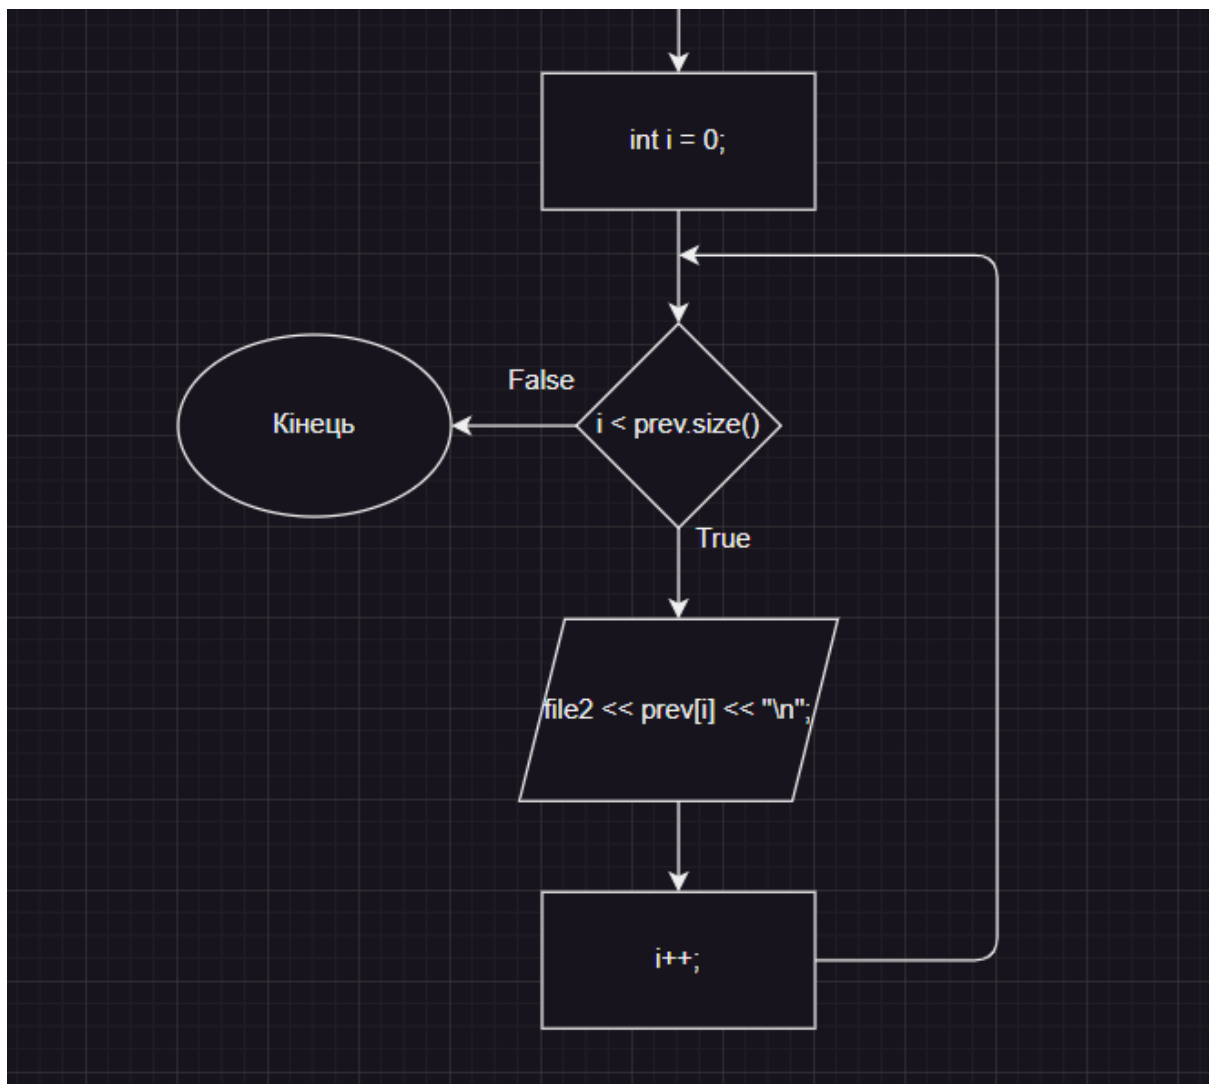 int i = 0;
False
Кінець
i < prev.size()
True
file2 << prev[i] << "\n";
i++;